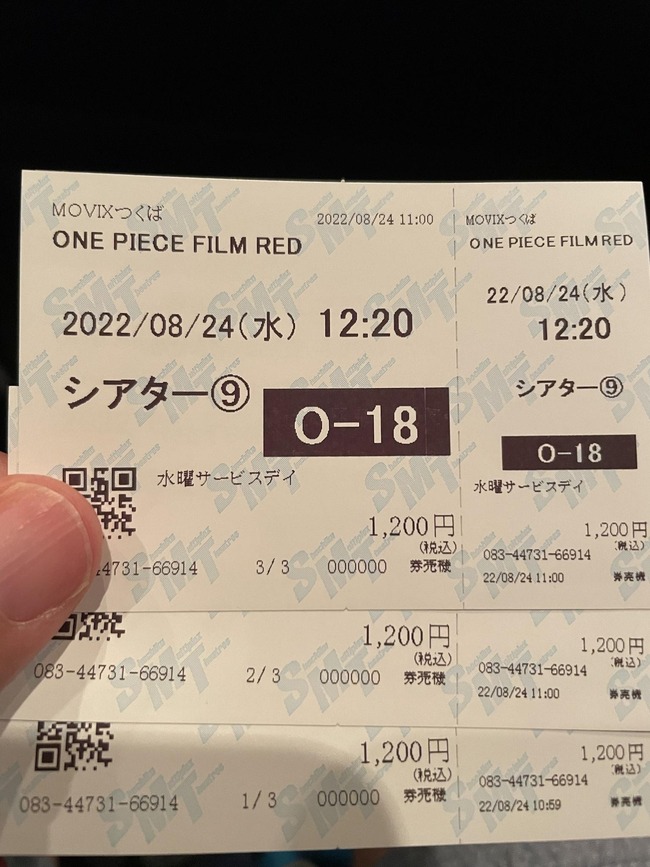 MOVIXつくば
2022/08/24 11:00
ONE PIECE FILM RED
2022/08/24(水) 12:20
シアター⑨
O-18
水曜サービスデイ
1,200円
(税込)
44731-66914 3/3 000000 券売機
MOVIXつくば
ONE PIECE FILM RED
22/08/24(水)
12:20
シアター⑨
O-18
水曜サービスデイ
1,200円
083-44731-66914 (税込)
22/08/24 11:00 券売機
1,200円
(税込)
083-44731-66914 2/3 000000 券売機
1,200円
083-44731-66914 (税込)
22/08/24 11:00 券売機
1,200円
(税込)
083-44731-66914 1/3 000000 券売機
1,200円
083-44731-66914 (税込)
22/08/24 10:59 券売機
SMT